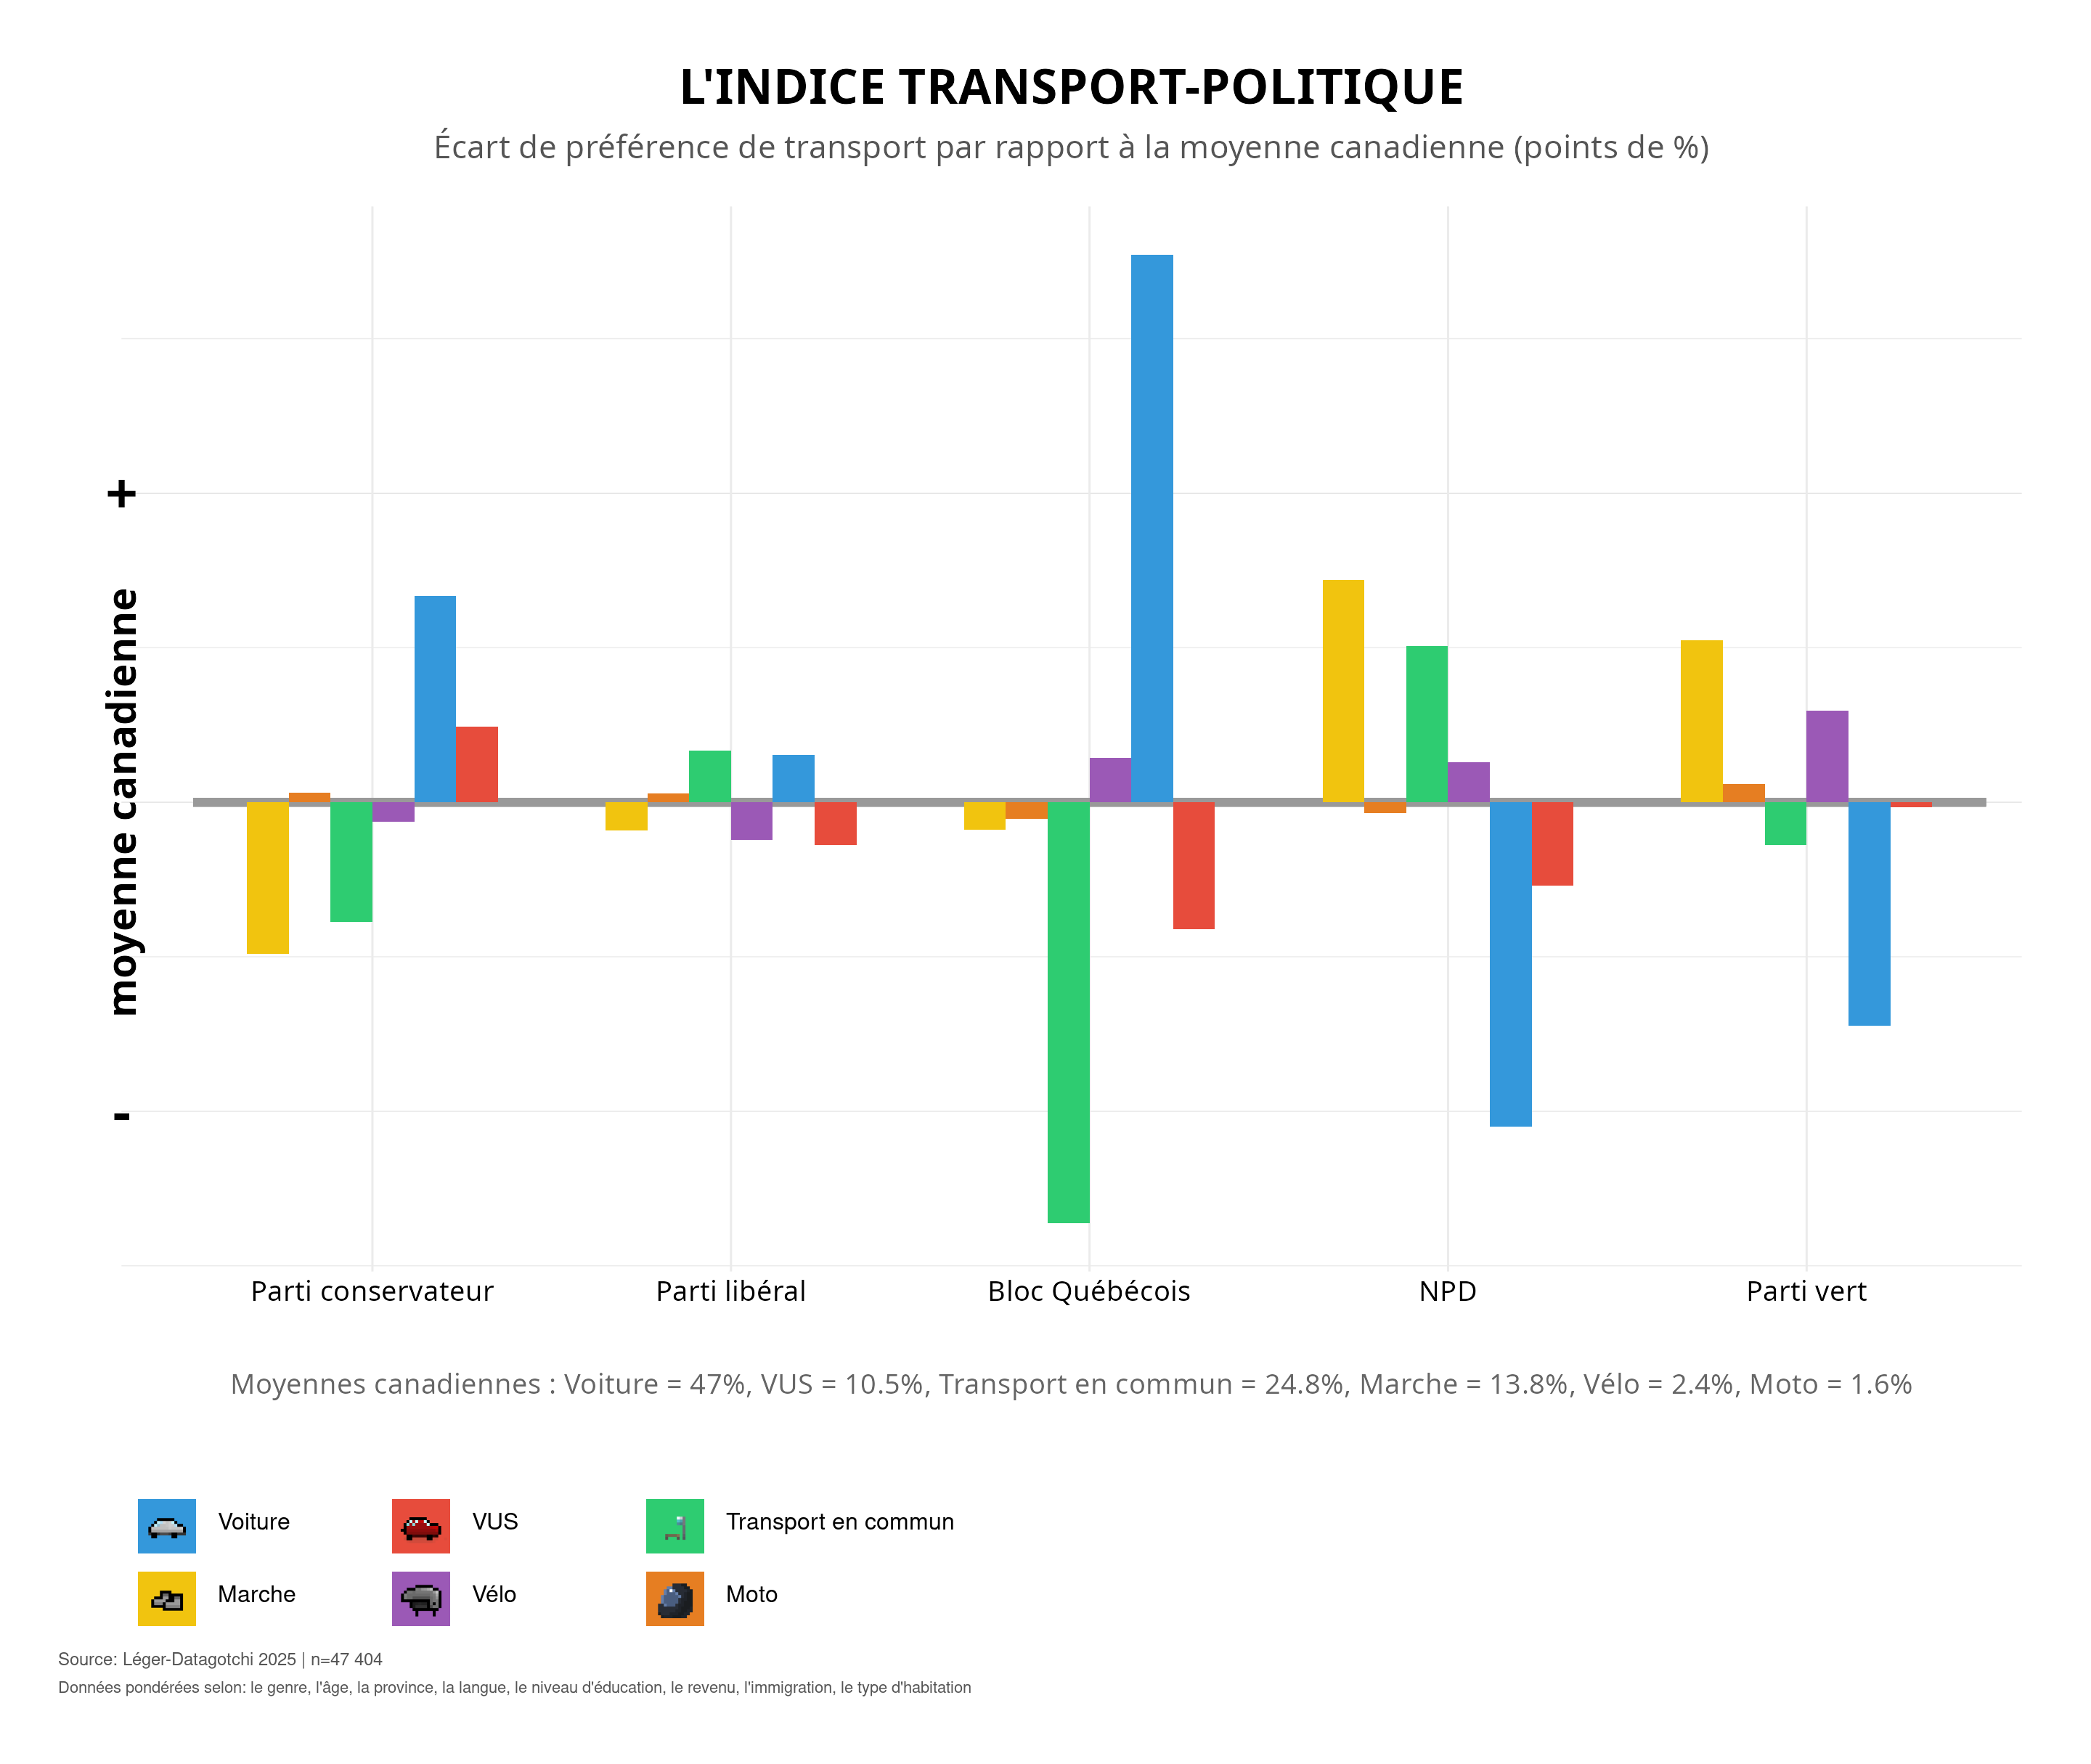 L'INDICE TRANSPORT-POLITIQUE
Écart de préférence de transport par rapport à la moyenne canadienne (points de %)
+
moyenne canadienne
-
Parti conservateur
Parti libéral
Bloc Québécois
NPD
Parti vert
Moyennes canadiennes : Voiture = 47%, VUS = 10.5%, Transport en commun = 24.8%, Marche = 13.8%, Vélo = 2.4%, Moto = 1.6%
Voiture
VUS
Transport en commun
Marche
Vélo
Moto
Source: Léger-Datagotchi 2025 | n=47 404
Données pondérées selon: le genre, l'âge, la province, la langue, le niveau d'éducation, le revenu, l'immigration, le type d'habitation